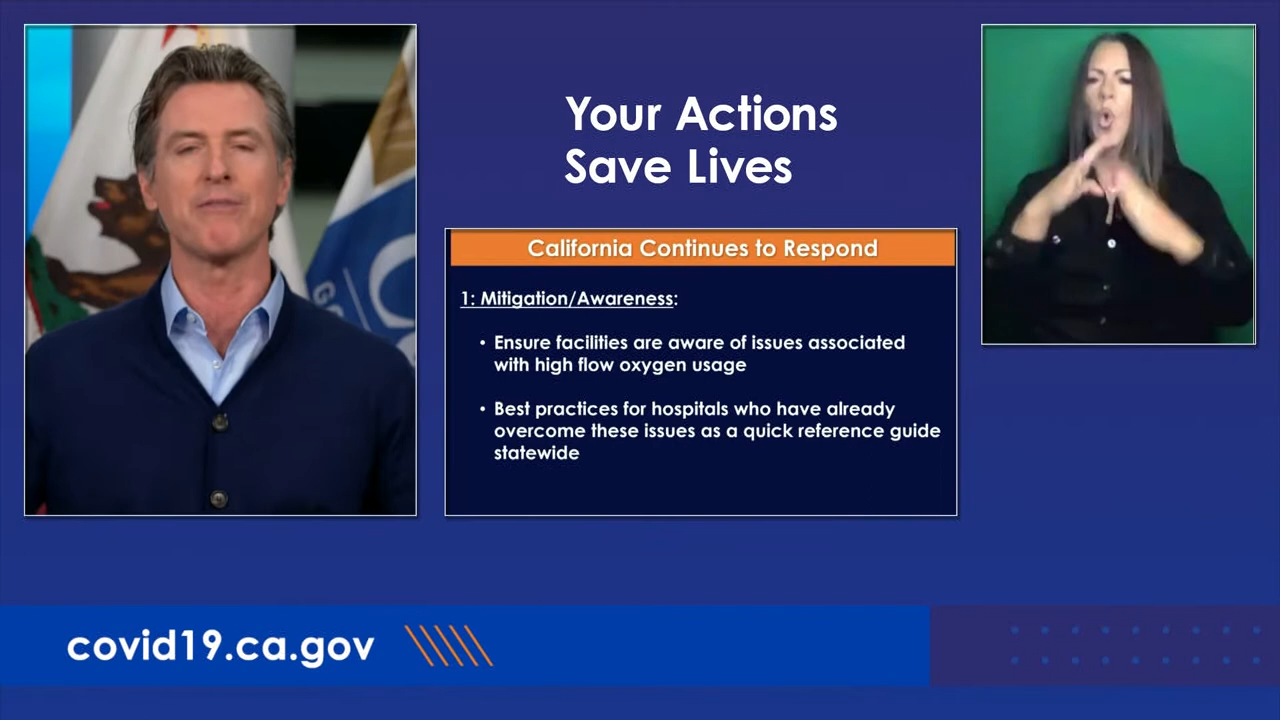 Your Actions
Save Lives
California Continues to Respond
1: Mitigation/Awareness:
• Ensure facilities are aware of issues associated
with high flow oxygen usage
• Best practices for hospitals who have already
overcome these issues as a quick reference guide
statewide
covid19.ca.gov